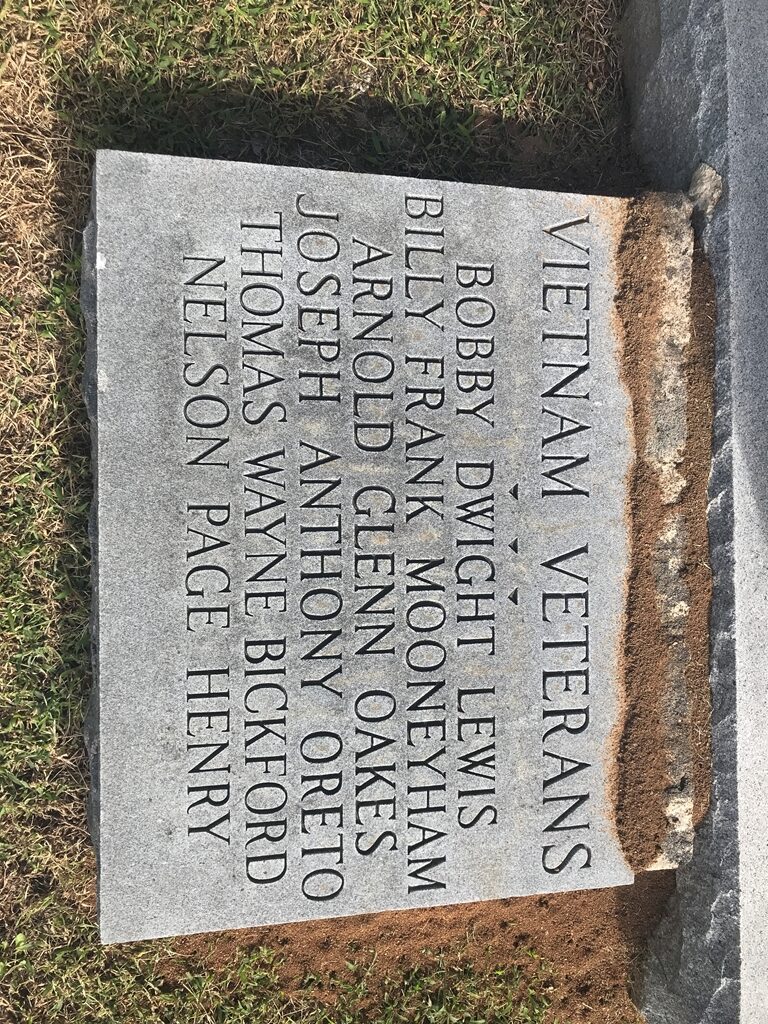 VIETNAM VETERANS
BOBBY DWIGHT LEWIS
BILLY FRANK MOONEYHAM
ARNOLD GLENN OAKES
JOSEPH ANTHONY ORETO
THOMAS WAYNE BICKFORD
NELSON PAGE HENRY